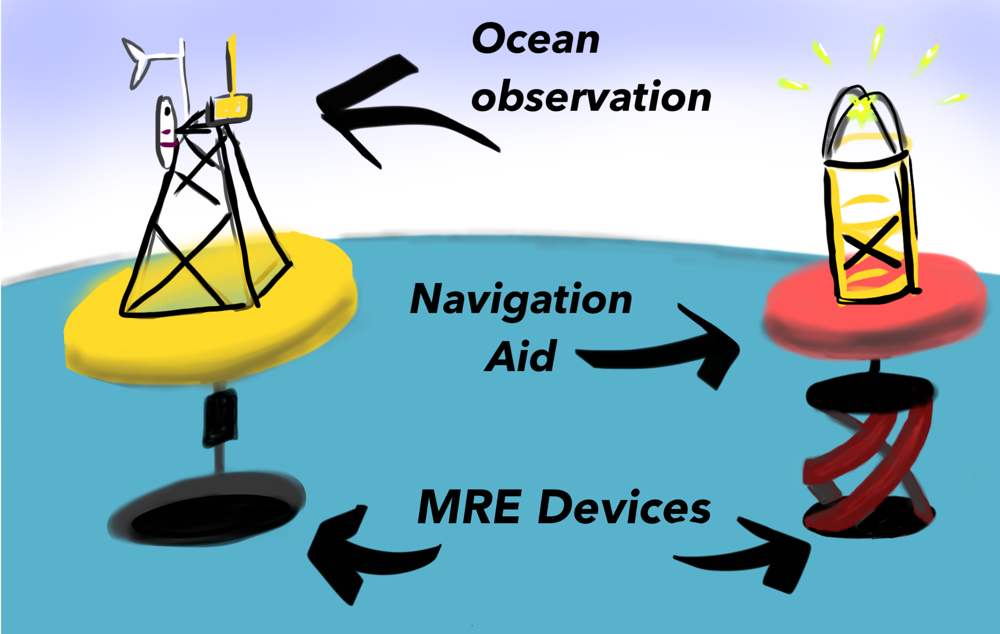 Ocean
observation
Navigation
Aid
MRE Devices